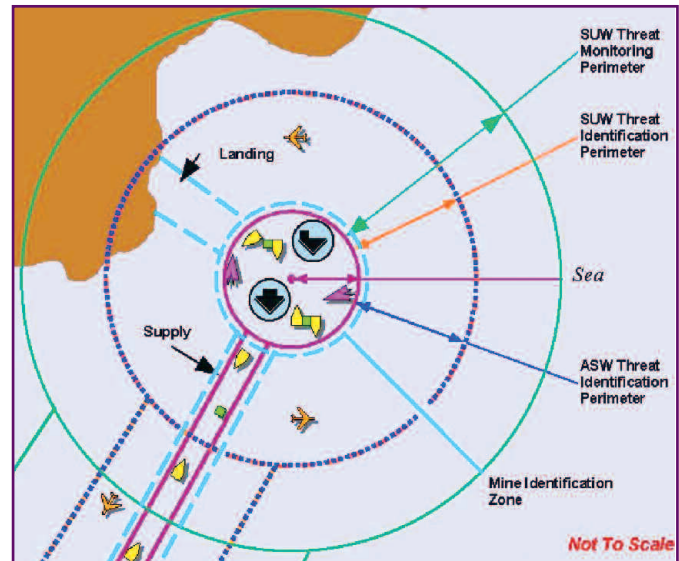 SUW Threat
Monitoring
Perimeter
SUW Threat
Identification
Perimeter
Landing
Sea
Supply
ASW Threat
Identification
Perimeter
Mine Identification
Zone
Not To Scale